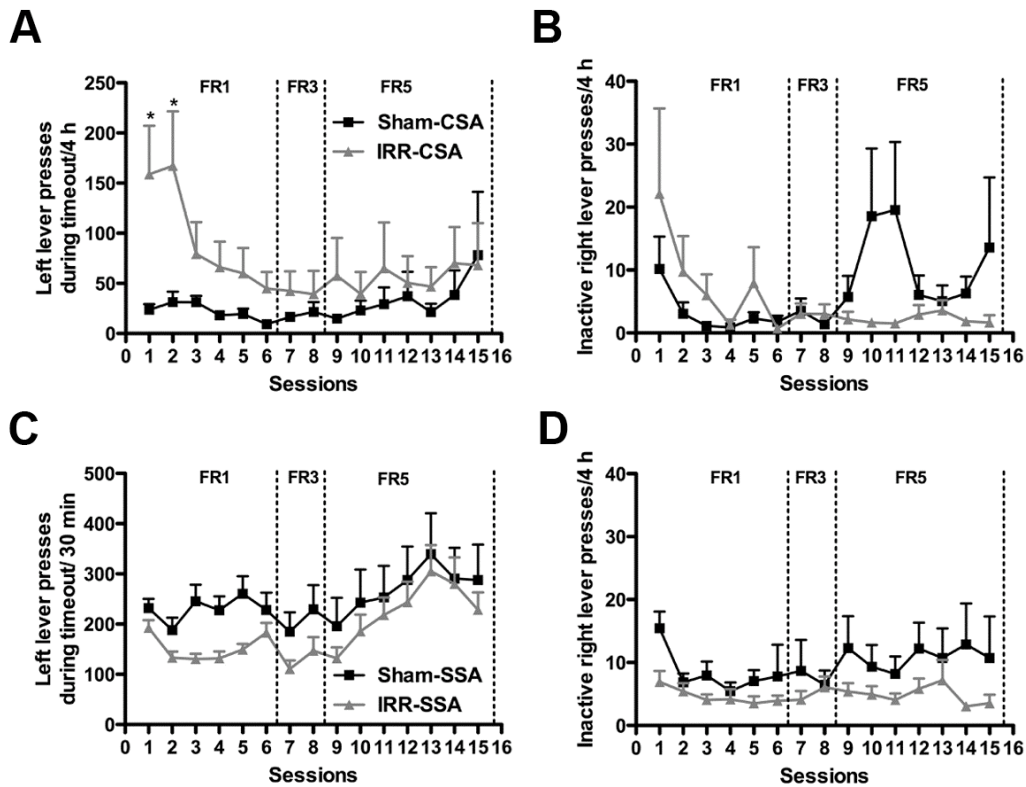 A
Left lever presses
during timeout/4 h
250
200
150
100
50
0
FR1
FR3
FR5
* *
Sham-CSA
IRR-CSA
0 1 2 3 4 5 6 7 8 9 10 11 12 13 14 15 16
Sessions
B
Inactive right lever presses/4 h
40
30
20
10
0
FR1
FR3
FR5
0 1 2 3 4 5 6 7 8 9 10 11 12 13 14 15 16
Sessions
C
Left lever presses
during timeout/ 30 min
500
400
300
200
100
0
FR1
FR3
FR5
Sham-SSA
IRR-SSA
0 1 2 3 4 5 6 7 8 9 10 11 12 13 14 15 16
Sessions
D
Inactive right lever presses/4 h
40
30
20
10
0
FR1
FR3
FR5
0 1 2 3 4 5 6 7 8 9 10 11 12 13 14 15 16
Sessions